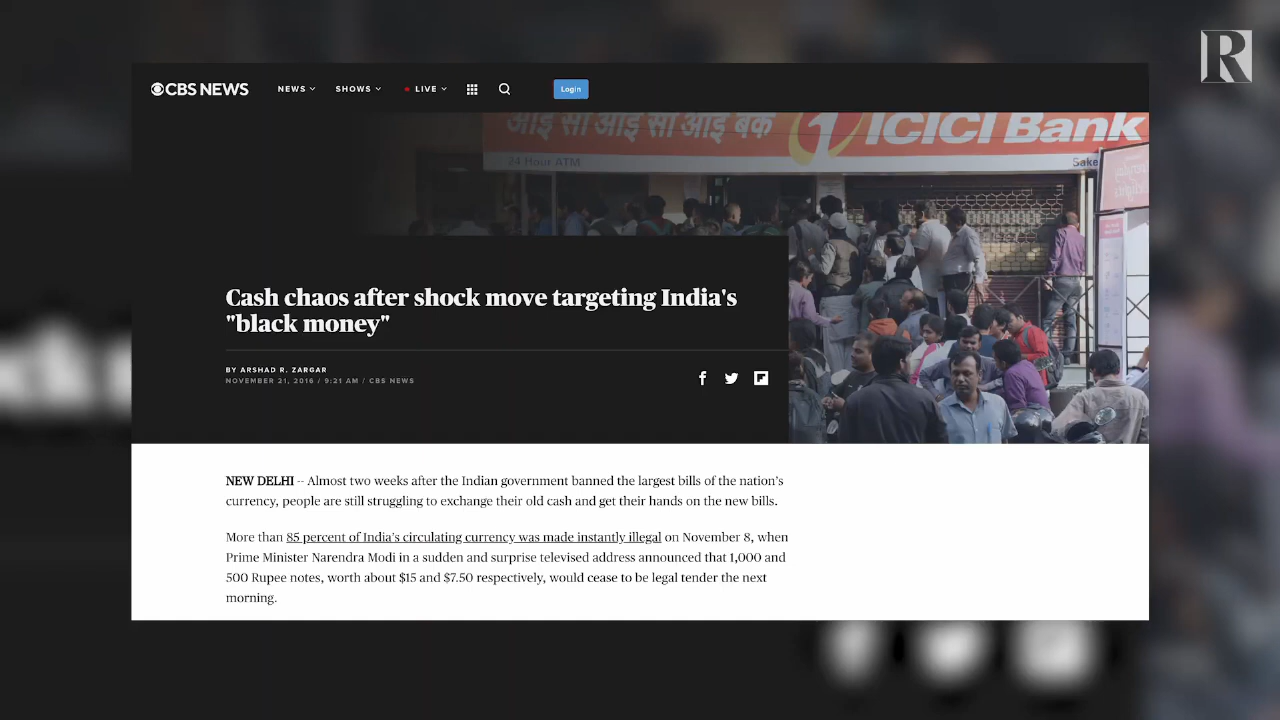 R
CBS NEWS
NEWS
SHOWS
LIVE
Login
आई सी आई सी आई बैंक
ICICI Bank
24 Hour ATM
Sake
Cash chaos after shock move targeting India's
"black money"
BY ARSHAD R. ZARGAR
NOVEMBER 21, 2016 / 9:21 AM / CBS NEWS
NEW DELHI -- Almost two weeks after the Indian government banned the largest bills of the nation's
currency, people are still struggling to exchange their old cash and get their hands on the new bills.
More than 85 percent of India's circulating currency was made instantly illegal on November 8, when
Prime Minister Narendra Modi in a sudden and surprise televised address announced that 1,000 and
500 Rupee notes, worth about $15 and $7.50 respectively, would cease to be legal tender the next
morning.